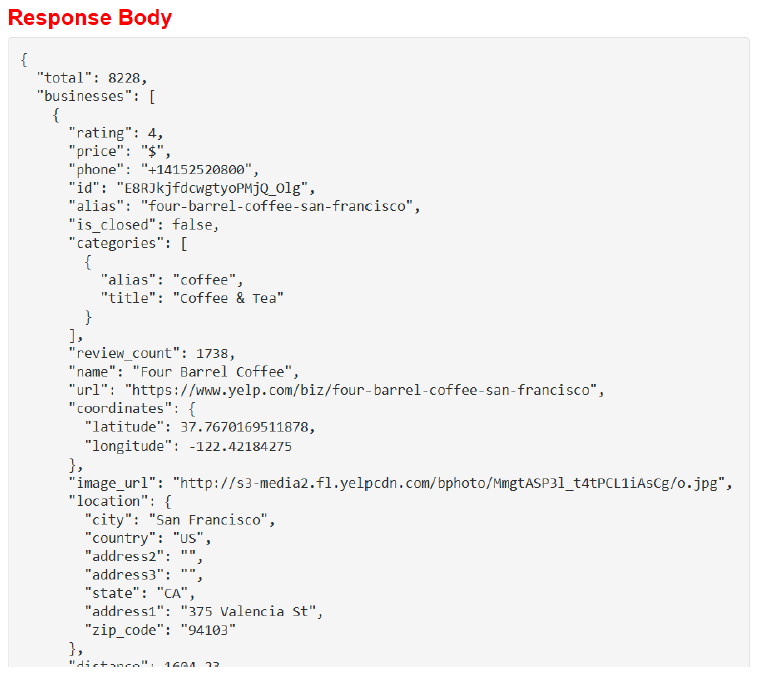 Response Body
{
  "total": 8228,
  "businesses": [
    {
      "rating": 4,
      "price": "$",
      "phone": "+14152520800",
      "id": "E8RJkjfdcwgtyoPMjQ_Olg",
      "alias": "four-barrel-coffee-san-francisco",
      "is_closed": false,
      "categories": [
        {
          "alias": "coffee",
          "title": "Coffee & Tea"
        }
      ],
      "review_count": 1738,
      "name": "Four Barrel Coffee",
      "url": "https://www.yelp.com/biz/four-barrel-coffee-san-francisco",
      "coordinates": {
        "latitude": 37.7670169511878,
        "longitude": -122.42184275
      },
      "image_url": "http://s3-media2.fl.yelpcdn.com/bphoto/MmgtASP3l_t4tPCL1iAsCg/o.jpg",
      "location": {
        "city": "San Francisco",
        "country": "US",
        "address2": "",
        "address3": "",
        "state": "CA",
        "address1": "375 Valencia St",
        "zip_code": "94103"
      },
      "distance": 1604.23